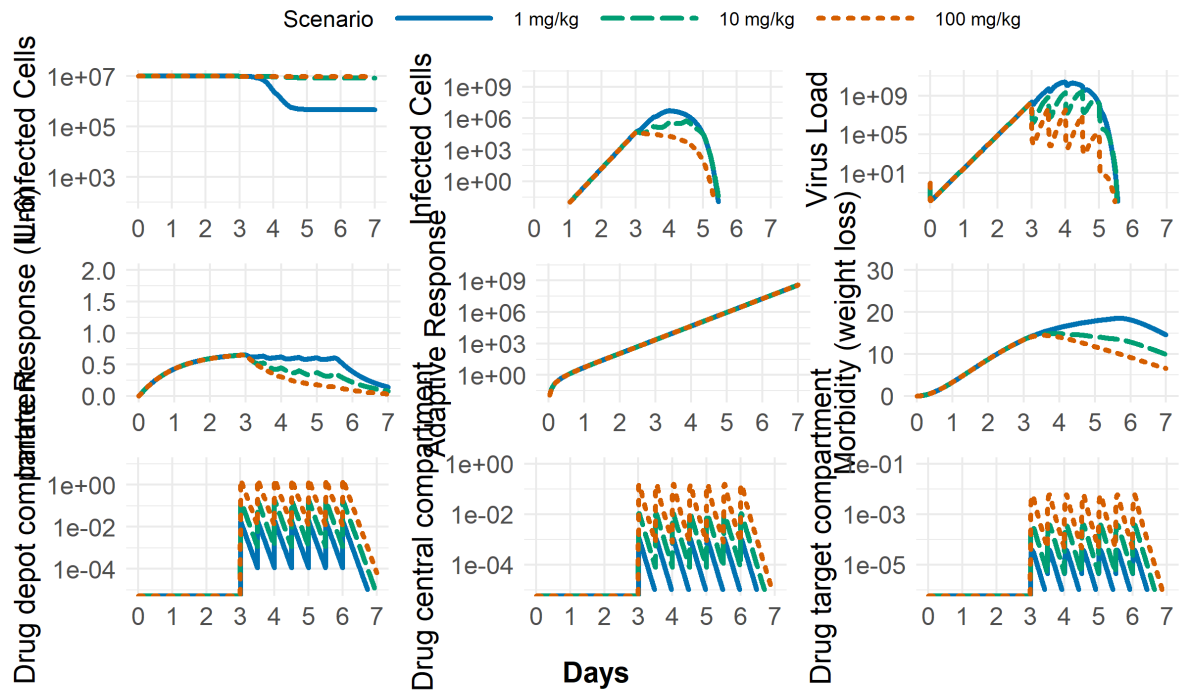 Scenario 1 mg/kg 10 mg/kg 100 mg/kg
Infected Cells
Virus Load
1e+07
1e+05
1e+03
0 1 2 3 4 5 6 7
1e+09
1e+06
1e+03
1e+00
0 1 2 3 4 5 6 7
1e+09
1e+05
1e+01
0 1 2 3 4 5 6 7
Adaptive Response
Morbidity (weight loss)
2.0
1.5
1.0
0.5
0.0
0 1 2 3 4 5 6 7
1e+09
1e+06
1e+03
1e+00
0 1 2 3 4 5 6 7
30
20
10
0
0 1 2 3 4 5 6 7
Drug depot compartment
Drug central compartment
Drug target compartment
1e+00
1e-02
1e-04
0 1 2 3 4 5 6 7
1e+00
1e-02
1e-04
0 1 2 3 4 5 6 7
1e-01
1e-03
1e-05
0 1 2 3 4 5 6 7
Days